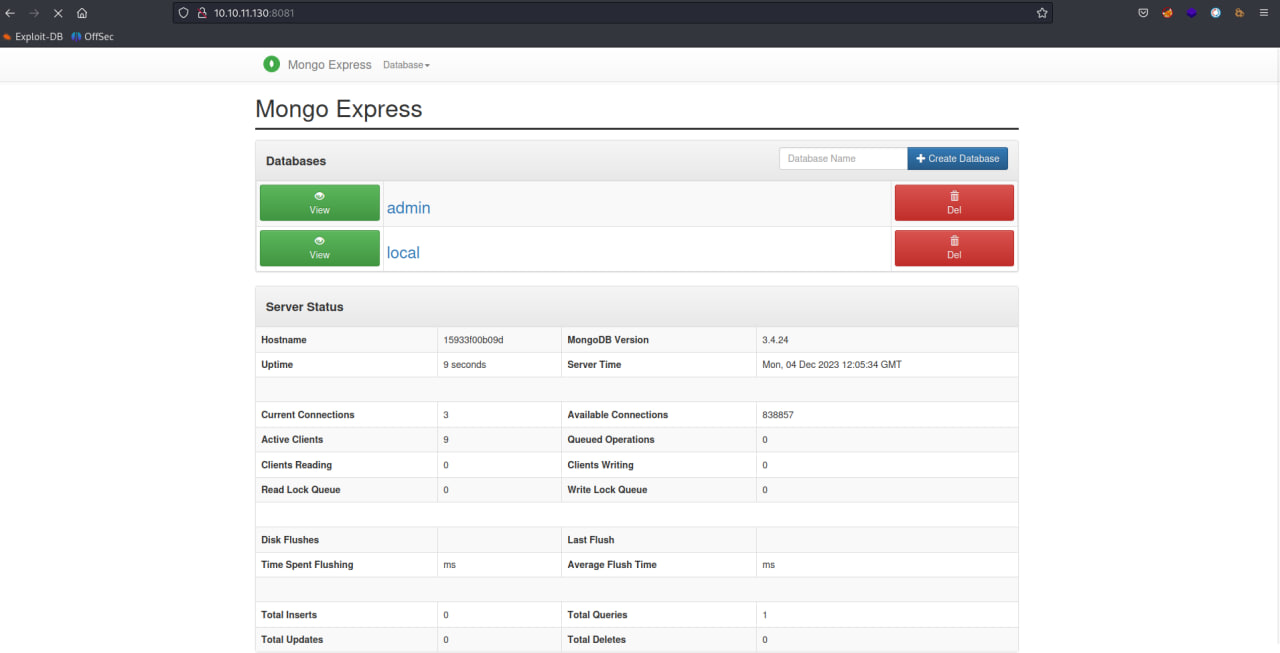 10.10.11.130:8081
Exploit-DB OffSec
Mongo Express Database
Mongo Express
Databases Database Name Create Database
View admin Del
View local Del
Server Status
Hostname 15933f00b09d MongoDB Version 3.4.24
Uptime 9 seconds Server Time Mon, 04 Dec 2023 12:05:34 GMT
Current Connections 3 Available Connections 838857
Active Clients 9 Queued Operations 0
Clients Reading 0 Clients Writing 0
Read Lock Queue 0 Write Lock Queue 0
Disk Flushes Last Flush
Time Spent Flushing ms Average Flush Time ms
Total Inserts 0 Total Queries 1
Total Updates 0 Total Deletes 0